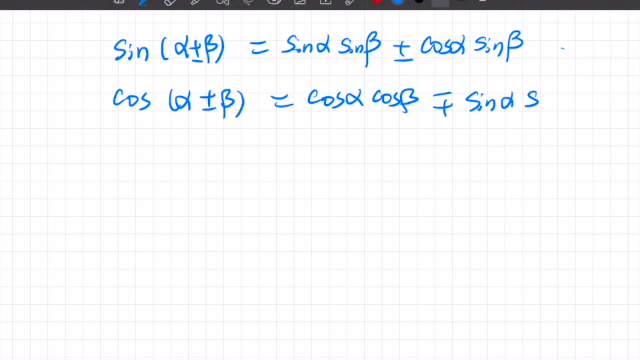 sin (α±β) = sinα sinβ ± cosα sinβ
cos (α±β) = cosα cosβ ∓ sinα s